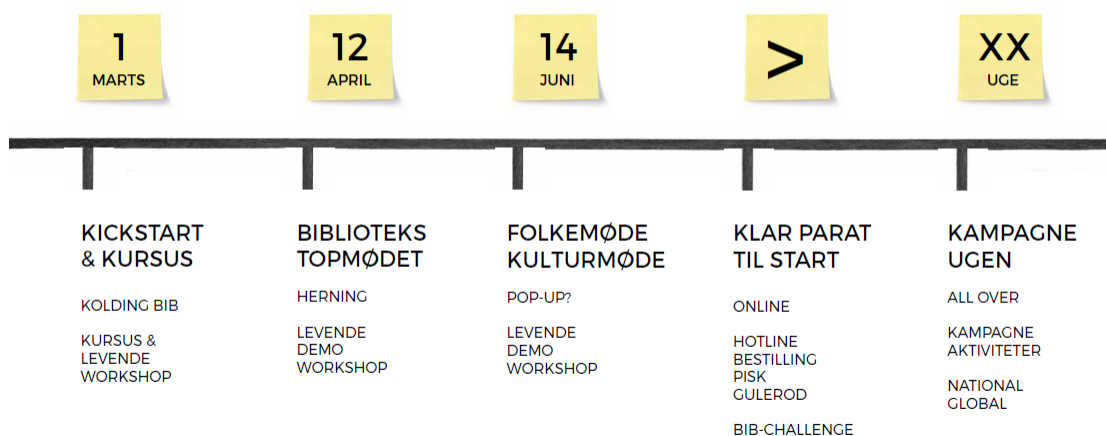 1
MARTS
12
APRIL
14
JUNI
>
XX
UGE
KICKSTART
& KURSUS
KOLDING BIB
KURSUS &
LEVENDE
WORKSHOP
BIBLIOTEKS
TOPMØDET
HERNING
LEVENDE
DEMO
WORKSHOP
FOLKEMØDE
KULTURMØDE
POP-UP?
LEVENDE
DEMO
WORKSHOP
KLAR PARAT
TIL START
ONLINE
HOTLINE
BESTILLING
PISK
GULEROD
BIB-CHALLENGE
KAMPAGNE
UGEN
ALL OVER
KAMPAGNE
AKTIVITETER
NATIONAL
GLOBAL